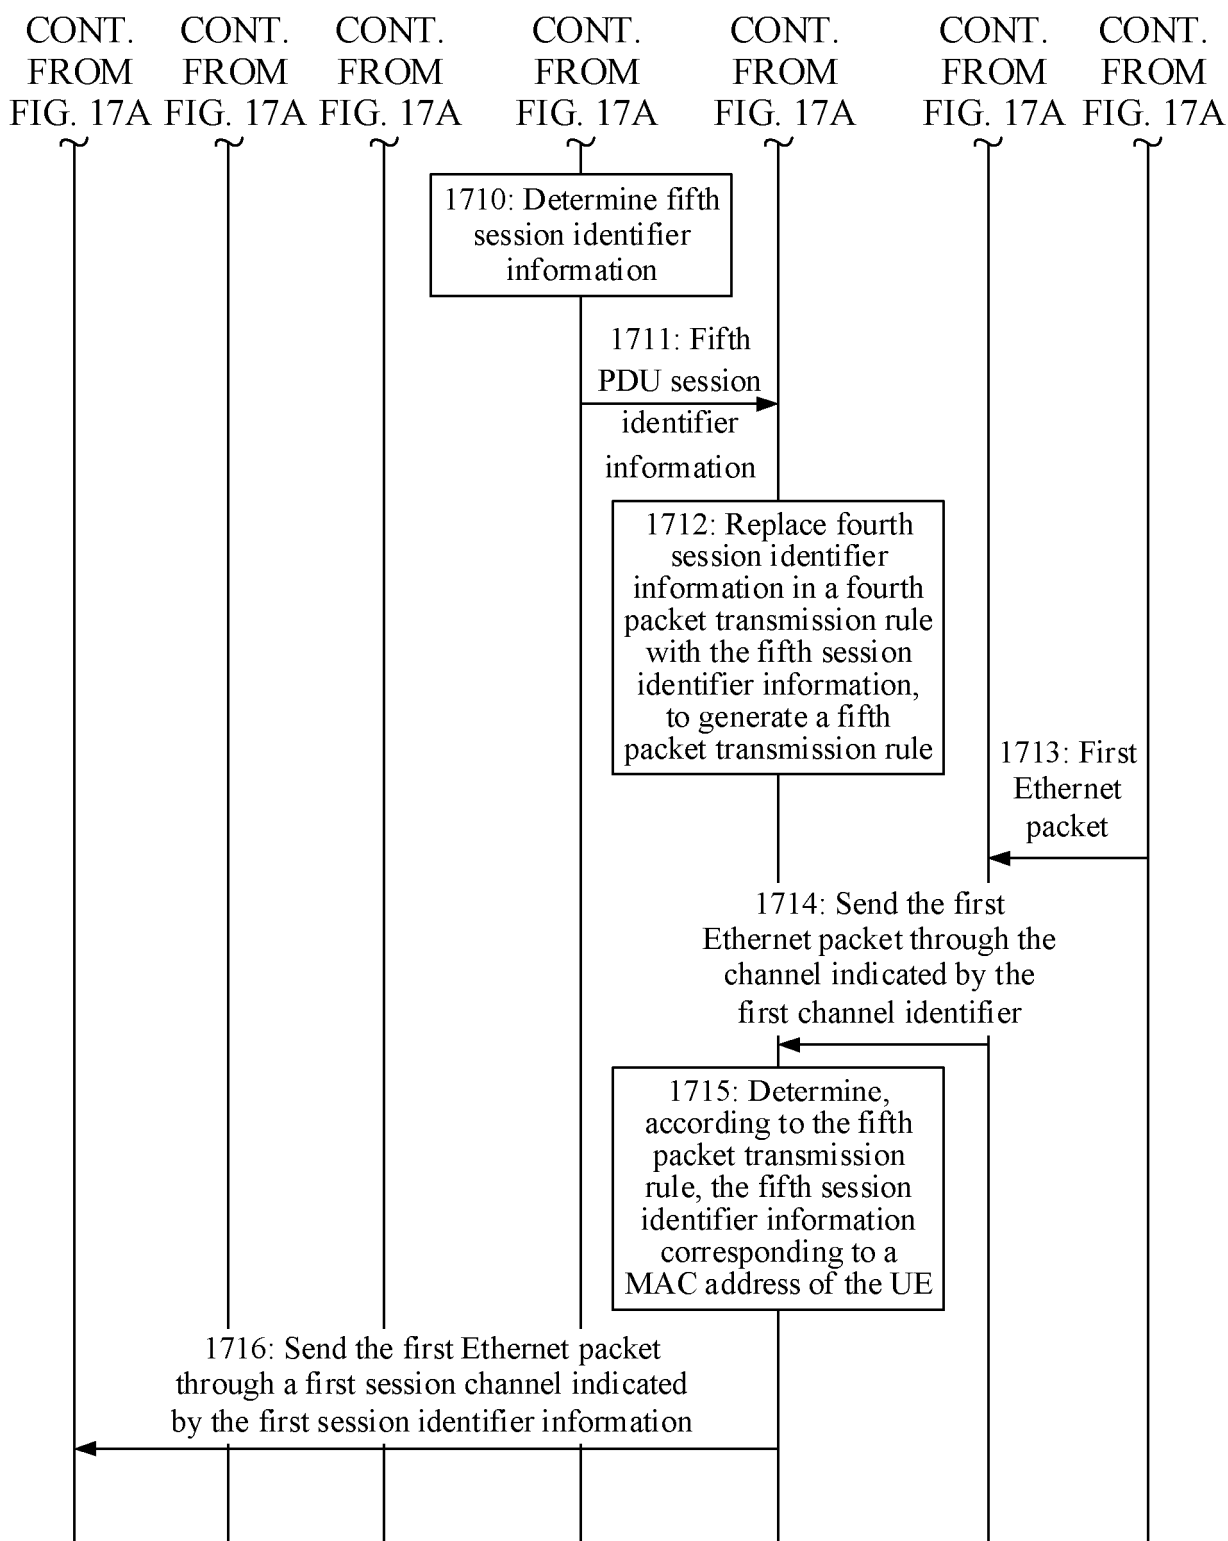 CONT. CONT. CONT. CONT. CONT. CONT. CONT.
FROM FROM FROM FROM FROM FROM FROM
FIG. 17A FIG. 17A FIG. 17A FIG. 17A FIG. 17A FIG. 17A FIG. 17A
1710: Determine fifth
session identifier
information
1711: Fifth
PDU session
identifier
information
1712: Replace fourth
session identifier
information in a fourth
packet transmission rule
with the fifth session
identifier information,
to generate a fifth
packet transmission rule
1713: First
Ethernet
packet
1714: Send the first
Ethernet packet through the
channel indicated by the
first channel identifier
1715: Determine,
according to the fifth
packet transmission
rule, the fifth session
identifier information
corresponding to a
MAC address of the UE
1716: Send the first Ethernet packet
through a first session channel indicated
by the first session identifier information